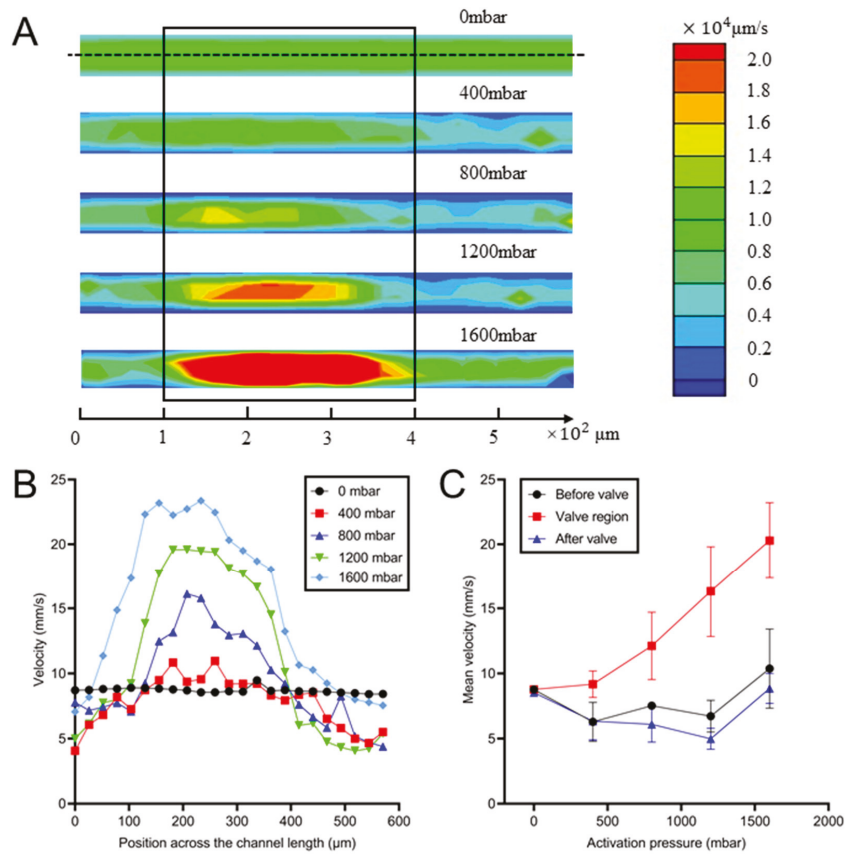 A
0mbar
400mbar
800mbar
1200mbar
1600mbar
× 10⁴μm/s
2.0
1.8
1.6
1.4
1.2
1.0
0.8
0.6
0.4
0.2
0
0 1 2 3 4 5 ×10² μm
B
25
20
15
10
5
0
Velocity (mm/s)
0 100 200 300 400 500 600
Position across the channel length (μm)
0 mbar
400 mbar
800 mbar
1200 mbar
1600 mbar
C
25
20
15
10
5
0
Mean velocity (mm/s)
0 500 1000 1500 2000
Activation pressure (mbar)
Before valve
Valve region
After valve